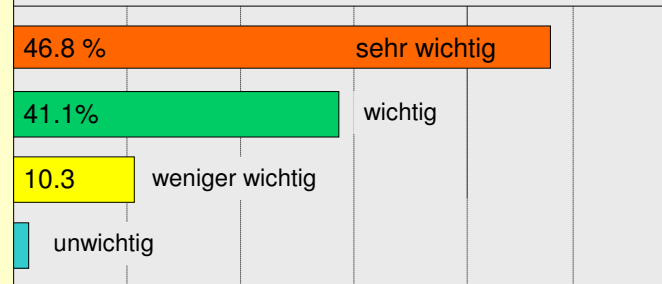 46.8 % sehr wichtig
41.1% wichtig
10.3 weniger wichtig
unwichtig